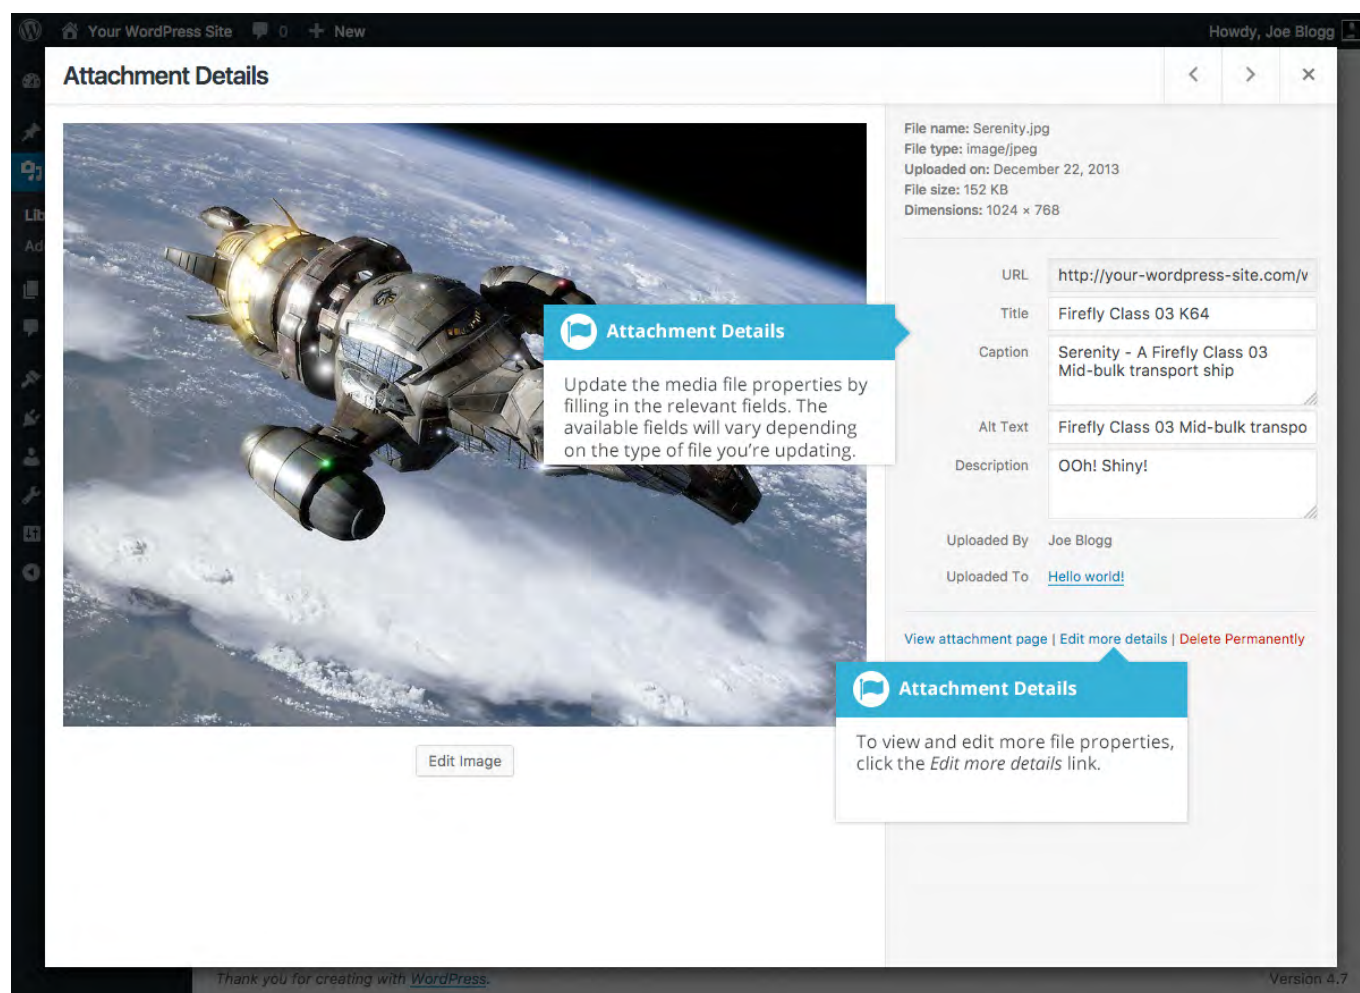 Your WordPress Site 0 New Howdy, Joe Blogg
Attachment Details
File name: Serenity.jpg
File type: image/jpeg
Uploaded on: December 22, 2013
File size: 152 KB
Dimensions: 1024 × 768
Lib
Ad
URL http://your-wordpress-site.com/w
Title Firefly Class 03 K64
Caption Serenity - A Firefly Class 03
Mid-bulk transport ship
Alt Text Firefly Class 03 Mid-bulk transpo
Description OOh! Shiny!
Uploaded By Joe Blogg
Uploaded To Hello world!
View attachment page | Edit more details | Delete Permanently
Attachment Details
Update the media file properties by
filling in the relevant fields. The
available fields will vary depending
on the type of file you're updating.
Attachment Details
To view and edit more file properties,
click the Edit more details link.
Edit Image
Thank you for creating with WordPress. Version 4.7